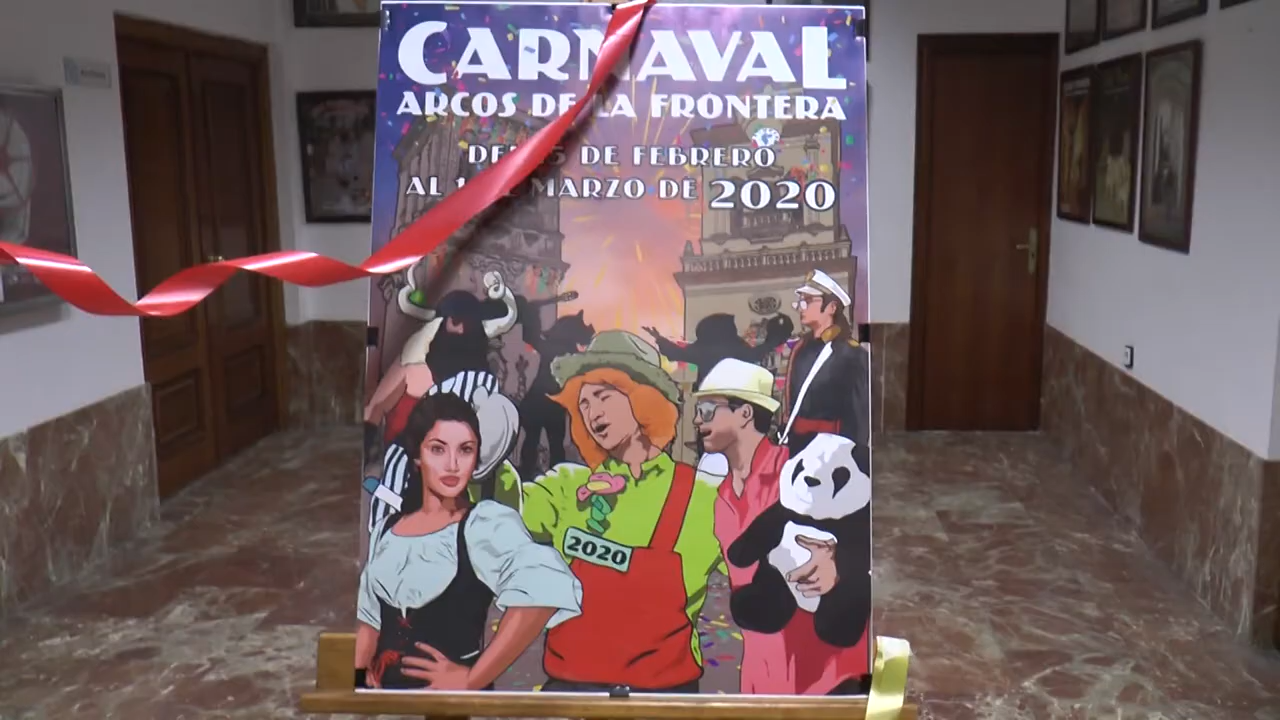 CARNAVAL
ARCOS DE LA FRONTERA
DE FEBRERO
AL MARZO DE 2020
2020